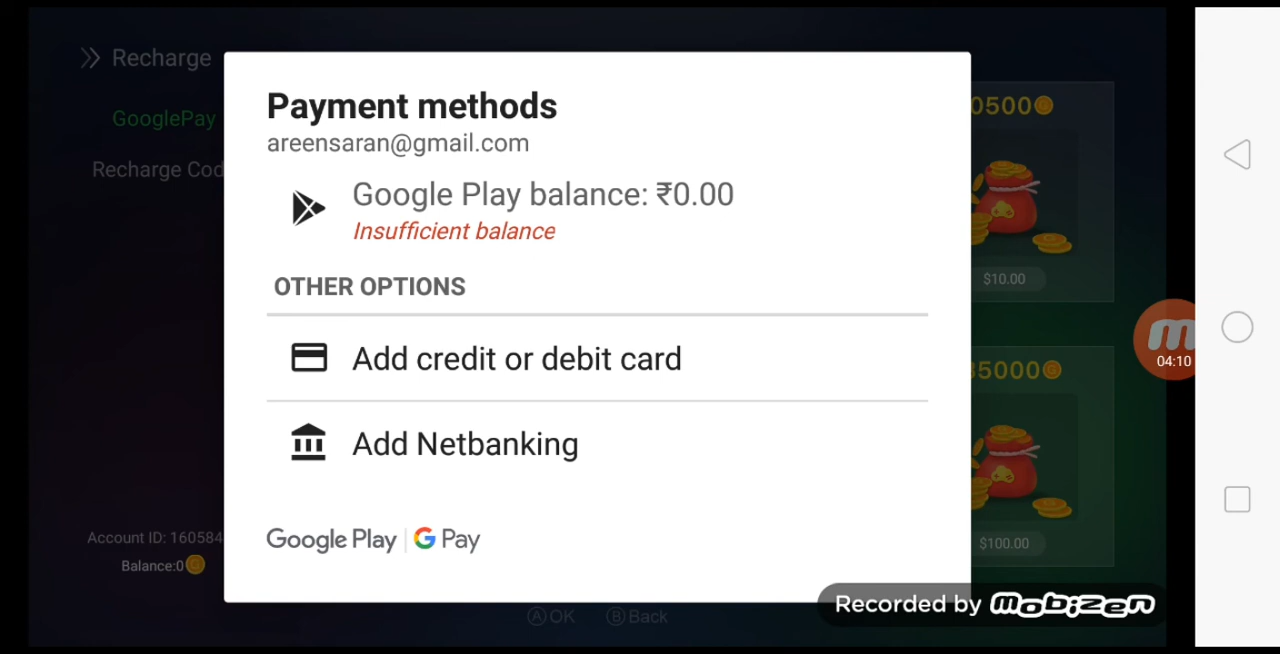 Recharge
GooglePay
Recharge Cod
Account ID: 160584
Balance:0
Payment methods
areensaran@gmail.com
Google Play balance: ₹0.00
Insufficient balance
OTHER OPTIONS
Add credit or debit card
Add Netbanking
Google Play | G Pay
0500
$10.00
5000
$100.00
04:10
A OK B Back
Recorded by mobizen